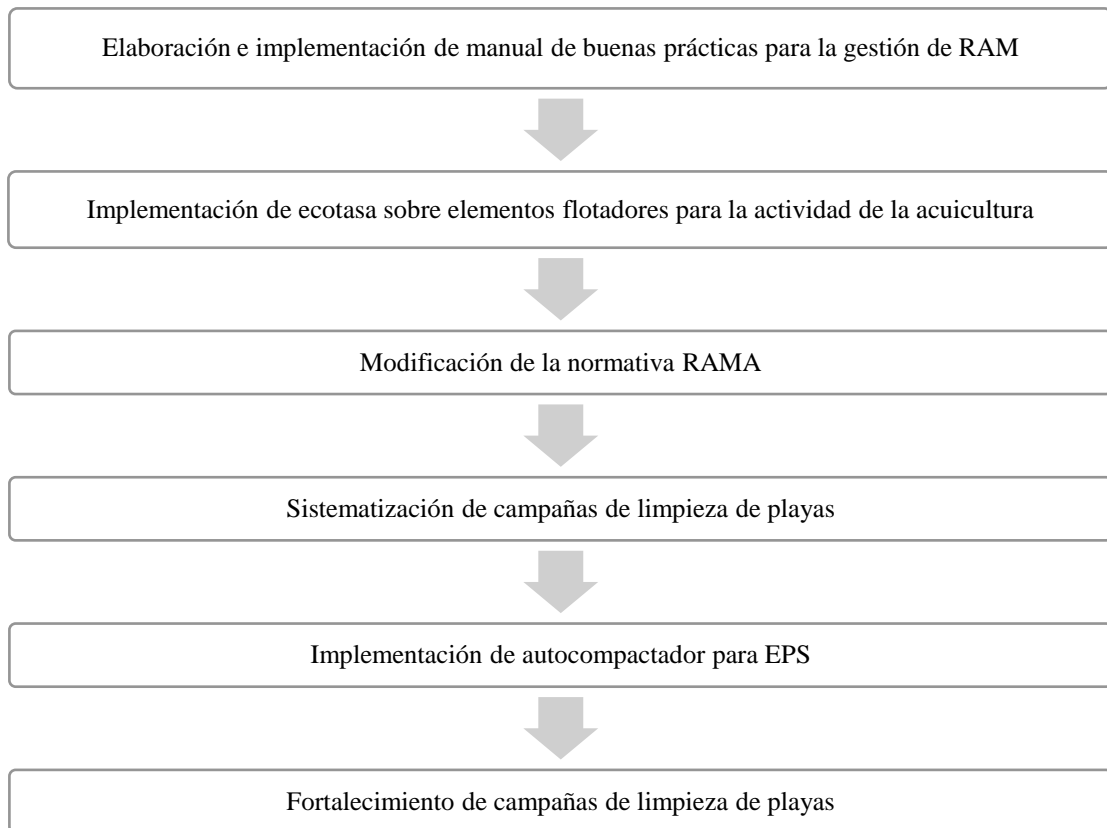 Elaboración e implementación de manual de buenas prácticas para la gestión de RAM
Implementación de ecotasa sobre elementos flotadores para la actividad de la acuicultura
Modificación de la normativa RAMA
Sistematización de campañas de limpieza de playas
Implementación de autocompactador para EPS
Fortalecimiento de campañas de limpieza de playas